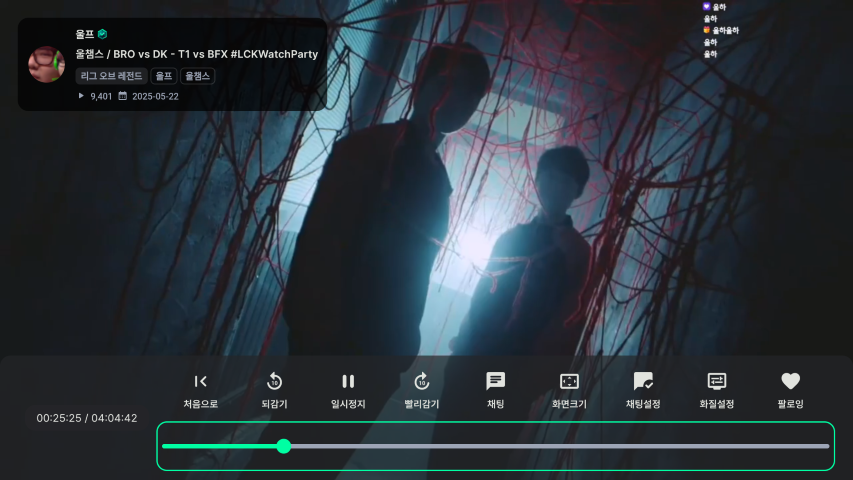 울프
울챔스 / BRO vs DK - T1 vs BFX #LCKWatchParty
리그 오브 레전드 울프 울챔스
9,401 2025-05-22
울하
울하
울하울하
울하
울하
처음으로 되감기 일시정지 빨리감기 채팅 화면크기 채팅설정 화질설정 팔로잉
10 10
00:25:25 / 04:04:42